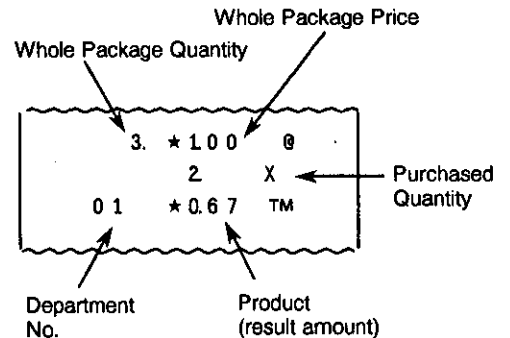 Whole Package Price
Whole Package Quantity
3. ★1.00 @
2. X
Purchased
Quantity
01 ★0.67 TM
Department
No.
Product
(result amount)